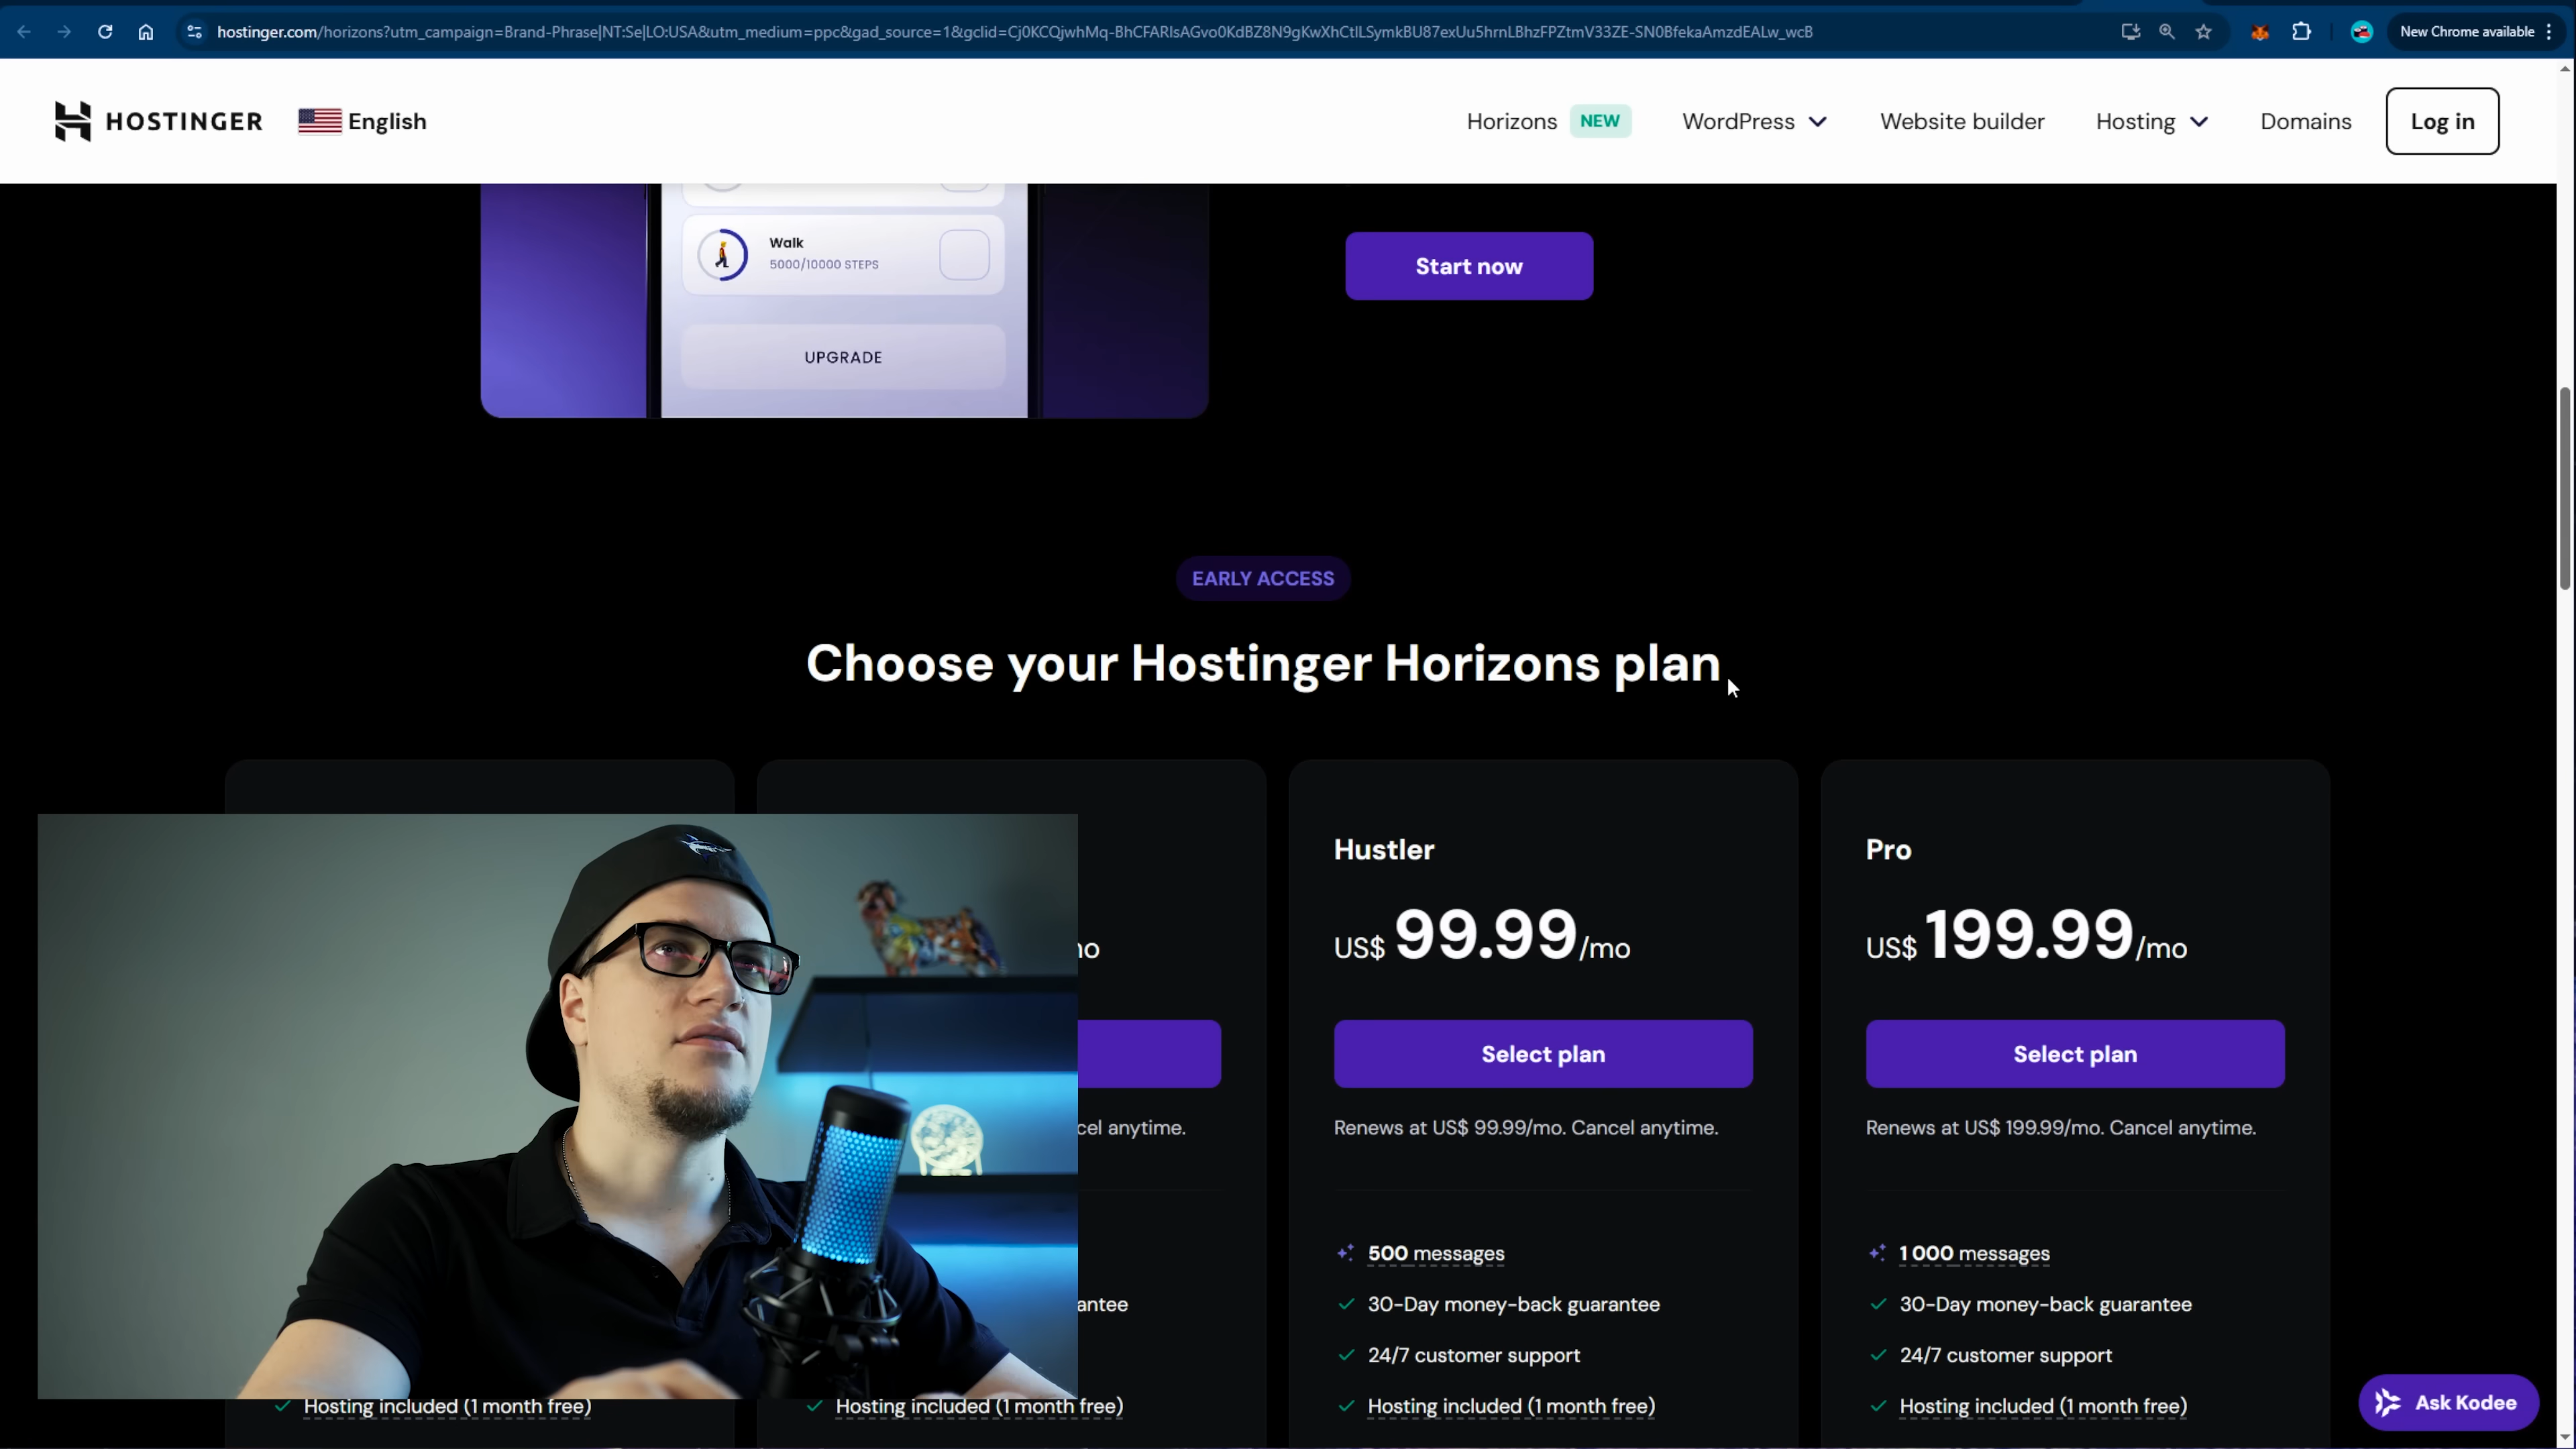 hostinger.com/horizons?utm_campaign=Brand-Phrase|NT:Se|LO:USA&utm_medium=ppc&gad_source=1&gclid=Cj0KCQjwhMq-BhCFARIsAGvo0KdBZ8N9gKwXhCtILSymkBU87exUu5hrnLBhzFPZtmV33ZE-SN0BfekaAmzdEALw_wcB
New Chrome available
HOSTINGER
English
Horizons NEW
WordPress
Website builder
Hosting
Domains
Log in
Walk
5000/10000 STEPS
UPGRADE
Start now
EARLY ACCESS
Choose your Hostinger Horizons plan
Hustler
US$ 99.99/mo
Select plan
Renews at US$ 99.99/mo. Cancel anytime.
500 messages
30-Day money-back guarantee
24/7 customer support
Hosting included (1 month free)
Pro
US$ 199.99/mo
Select plan
Renews at US$ 199.99/mo. Cancel anytime.
1 000 messages
30-Day money-back guarantee
24/7 customer support
Hosting included (1 month free)
anytime.
Hosting included (1 month free)
Hosting included (1 month free)
Ask Kodee